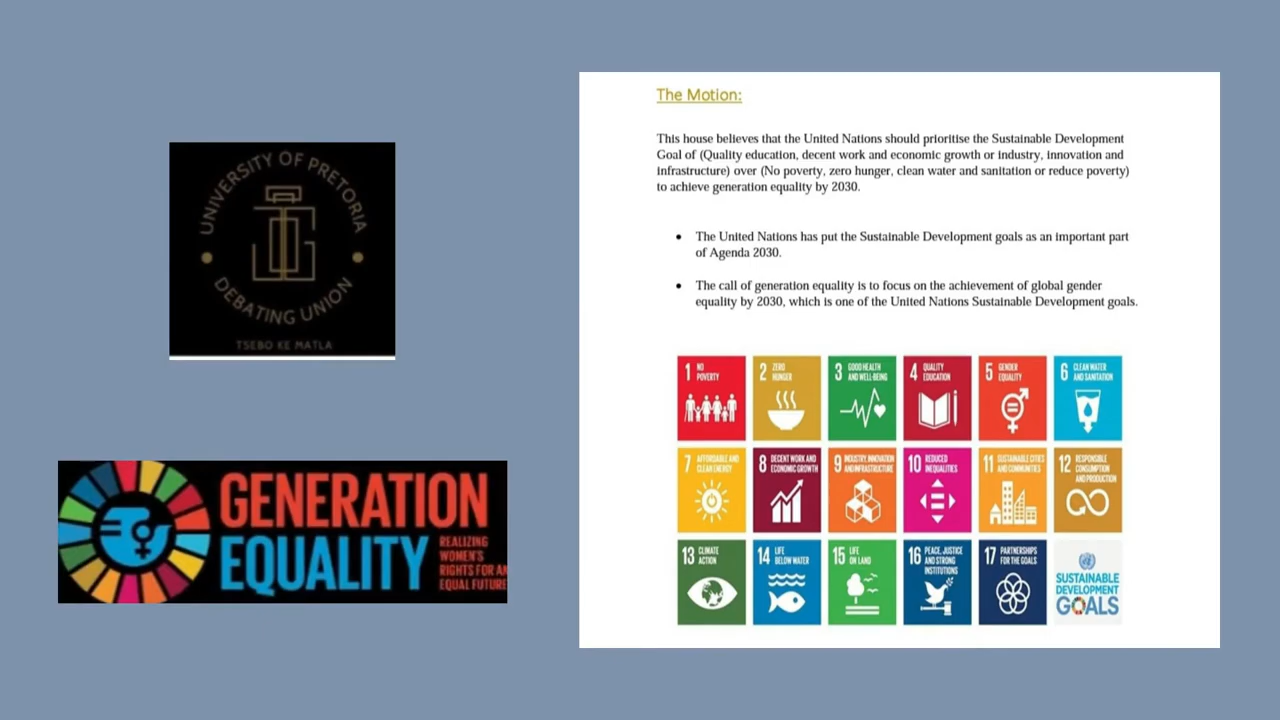 UNIVERSITY OF PRETORIA
DEBATING UNION
TSEBO KE MATLA
GENERATION
EQUALITY
REALIZING
WOMEN'S
RIGHTS FOR AN
EQUAL FUTURE
The Motion:
This house believes that the United Nations should prioritise the Sustainable Development
Goal of (Quality education, decent work and economic growth or industry, innovation and
infrastructure) over (No poverty, zero hunger, clean water and sanitation or reduce poverty)
to achieve generation equality by 2030.
• The United Nations has put the Sustainable Development goals as an important part
of Agenda 2030.
• The call of generation equality is to focus on the achievement of global gender
equality by 2030, which is one of the United Nations Sustainable Development goals.
1 NO
POVERTY
2 ZERO
HUNGER
3 GOOD HEALTH
AND WELL-BEING
4 QUALITY
EDUCATION
5 GENDER
EQUALITY
6 CLEAN WATER
AND SANITATION
7 AFFORDABLE AND
CLEAN ENERGY
8 DECENT WORK AND
ECONOMIC GROWTH
9 INDUSTRY, INNOVATION
AND INFRASTRUCTURE
10 REDUCED
INEQUALITIES
11 SUSTAINABLE CITIES
AND COMMUNITIES
12 RESPONSIBLE
CONSUMPTION
AND PRODUCTION
13 CLIMATE
ACTION
14 LIFE
BELOW WATER
15 LIFE
ON LAND
16 PEACE, JUSTICE
AND STRONG
INSTITUTIONS
17 PARTNERSHIPS
FOR THE GOALS
SUSTAINABLE
DEVELOPMENT
GOALS